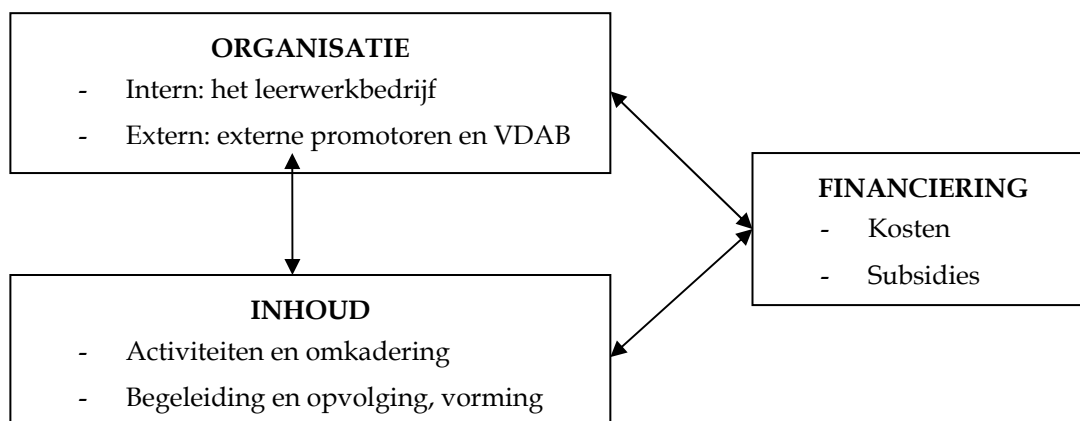 ORGANISATIE
- Intern: het leerwerkbedrijf
- Extern: externe promotoren en VDAB
FINANCIERING
- Kosten
- Subsidies
INHOUD
- Activiteiten en omkadering
- Begeleiding en opvolging, vorming